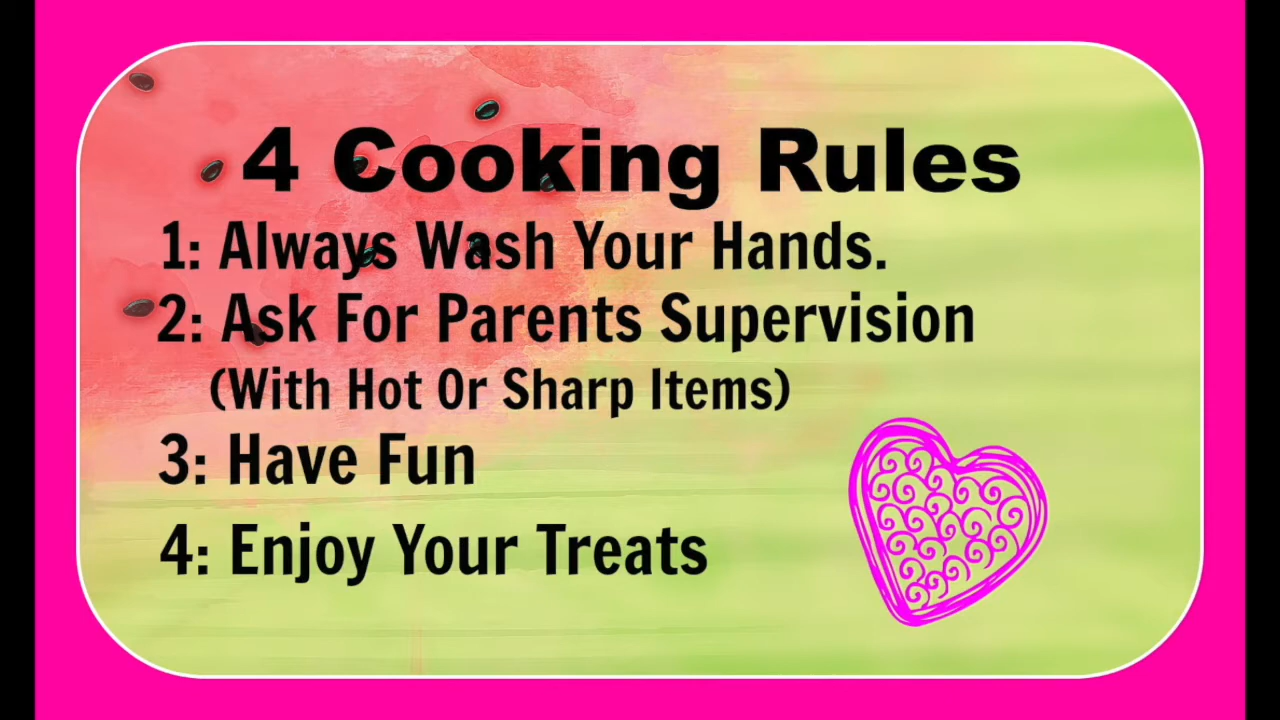 4 Cooking Rules
1: Always Wash Your Hands.
2: Ask For Parents Supervision
(With Hot Or Sharp Items)
3: Have Fun
4: Enjoy Your Treats